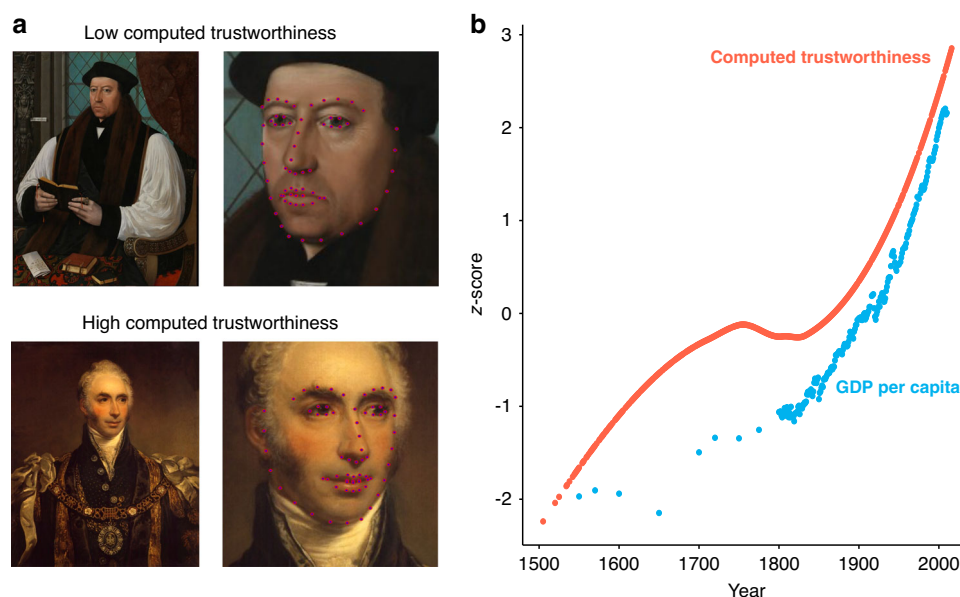 a
Low computed trustworthiness
High computed trustworthiness
b
3
2
1
0
-1
-2
z-score
Computed trustworthiness
GDP per capita
1500
1600
1700
1800
1900
2000
Year